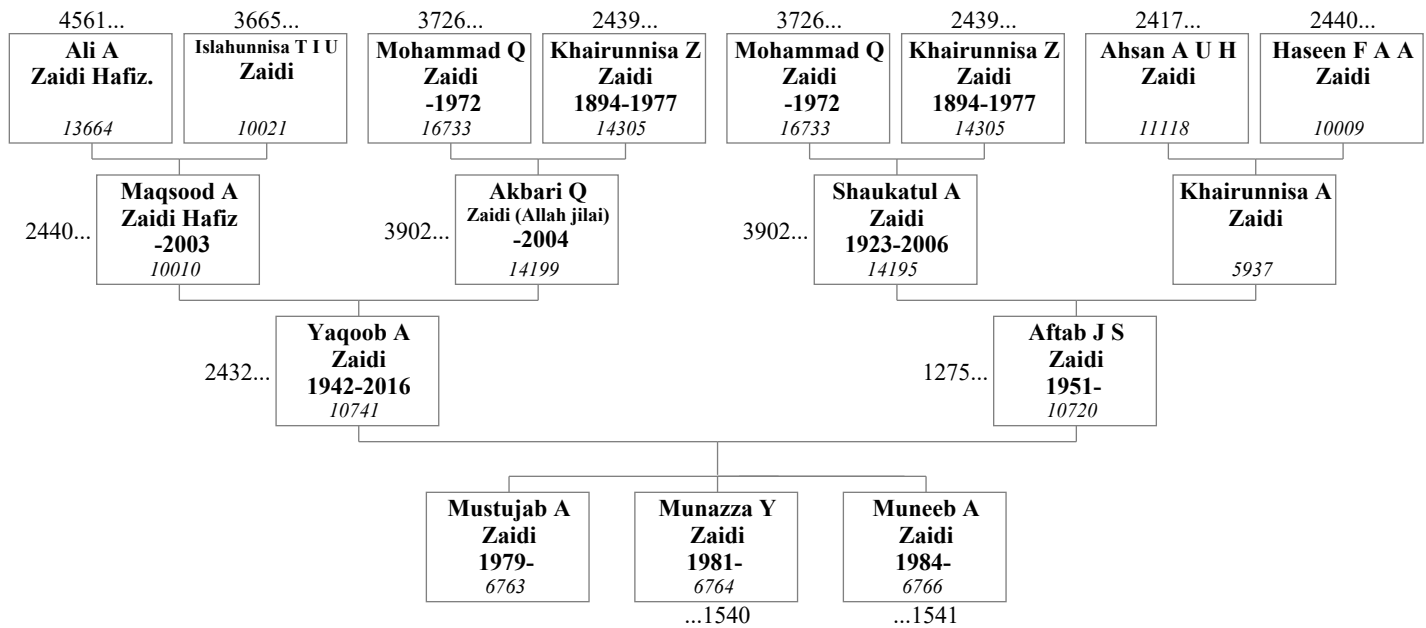 4561... 3665... 3726... 2439... 3726... 2439... 2417... 2440...
Ali A
Zaidi Hafiz.
13664
Islahunnisa T I U
Zaidi
10021
Mohammad Q
Zaidi
-1972
16733
Khairunnisa Z
Zaidi
1894-1977
14305
Mohammad Q
Zaidi
-1972
16733
Khairunnisa Z
Zaidi
1894-1977
14305
Ahsan A U H
Zaidi
11118
Haseen F A A
Zaidi
10009
2440...
Maqsood A
Zaidi Hafiz
-2003
10010
3902...
Akbari Q
Zaidi (Allah jilai)
-2004
14199
3902...
Shaukatul A
Zaidi
1923-2006
14195
Khairunnisa A
Zaidi
5937
2432...
Yaqoob A
Zaidi
1942-2016
10741
1275...
Aftab J S
Zaidi
1951-
10720
Mustujab A
Zaidi
1979-
6763
Munazza Y
Zaidi
1981-
6764
...1540
Muneeb A
Zaidi
1984-
6766
...1541